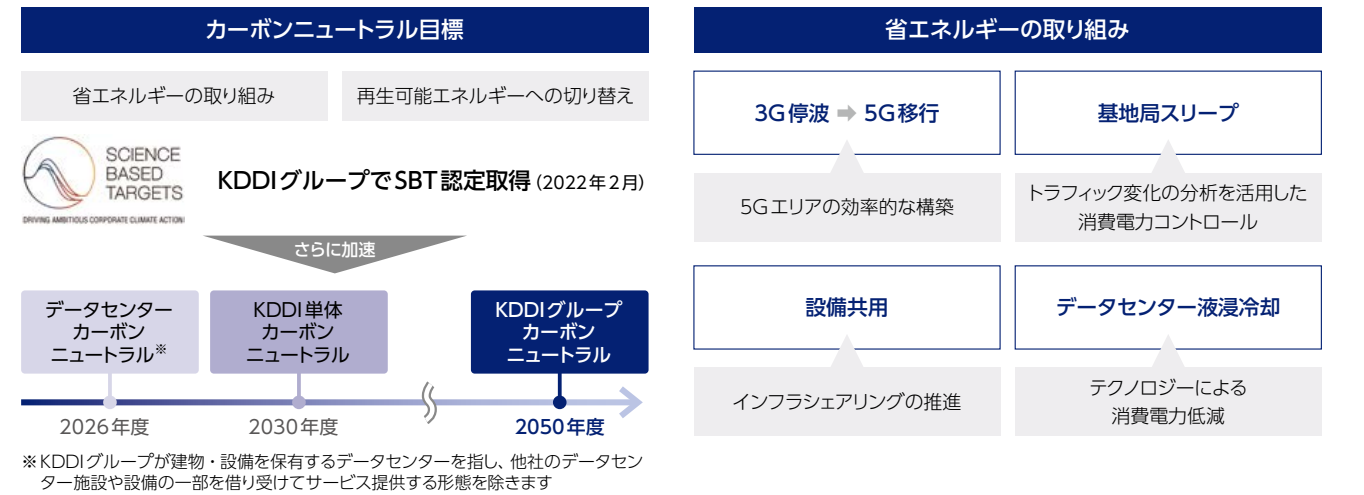 カーボンニュートラル目標
省エネルギーの取り組み
再生可能エネルギーへの切り替え
SCIENCE
BASED
TARGETS
DRIVING AMBITIOUS CORPORATE CLIMATE ACTION
KDDIグループでSBT認定取得(2022年2月)
さらに加速
データセンター
カーボン
ニュートラル※
KDDI単体
カーボン
ニュートラル
KDDIグループ
カーボン
ニュートラル
2026年度
2030年度
2050年度
※KDDIグループが建物・設備を保有するデータセンターを指し、他社のデータセン
ター施設や設備の一部を借り受けてサービス提供する形態を除きます
省エネルギーの取り組み
3G停波 ➡ 5G移行
5Gエリアの効率的な構築
基地局スリープ
トラフィック変化の分析を活用した
消費電力コントロール
設備共用
インフラシェアリングの推進
データセンター液浸冷却
テクノロジーによる
消費電力低減